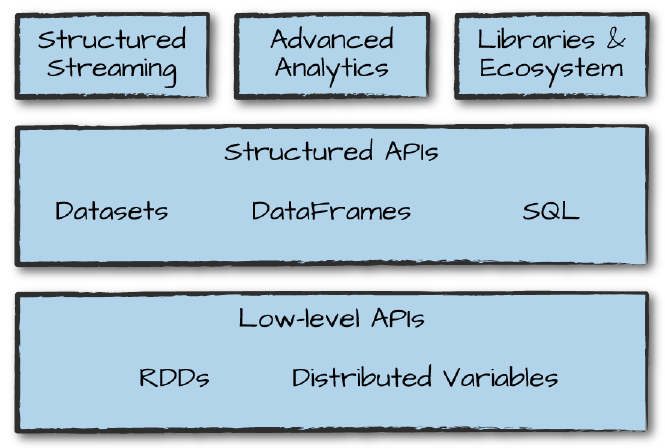 Structured
Streaming
Advanced
Analytics
Libraries &
Ecosystem
Structured APIs
Datasets DataFrames SQL
Low-level APIs
RDDs Distributed Variables